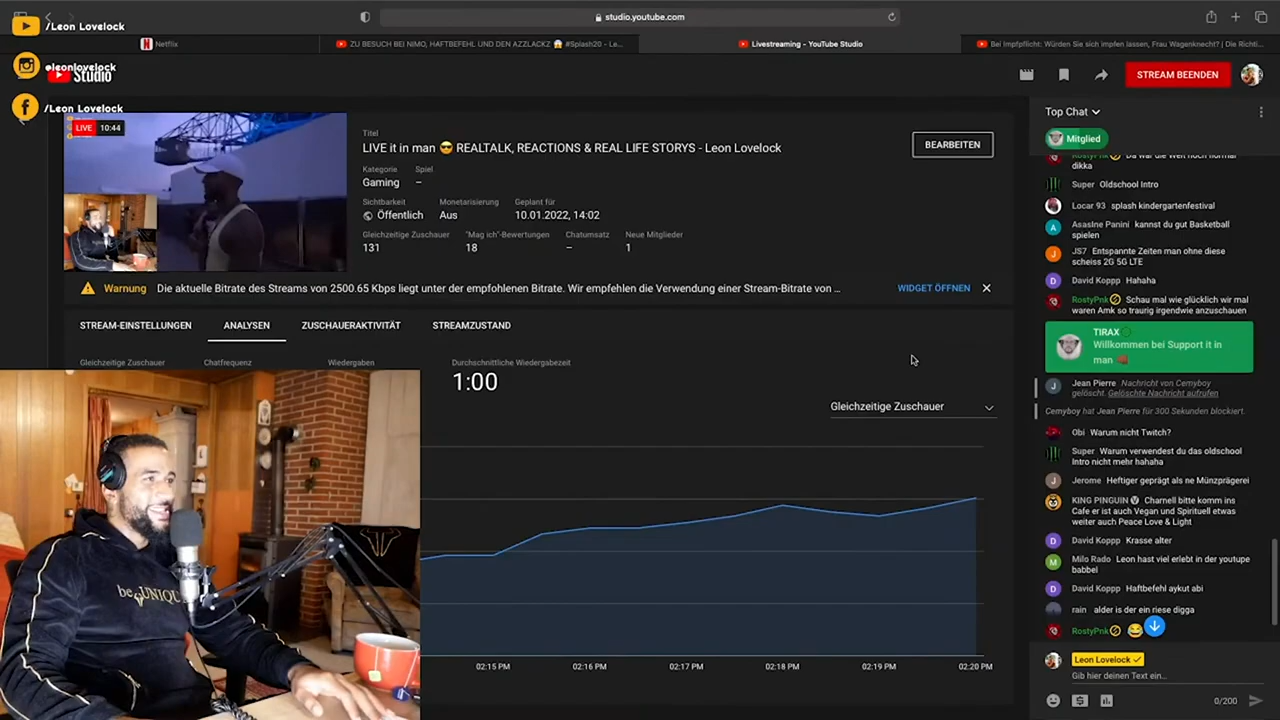 /Leon Lovelock
studio.youtube.com
Netflix
ZU BESUCH BEI NIMO, HAFTBEFEHL UND DEN AZZLACKZ 😱 #Splash20 - Le...
Livestreaming - YouTube Studio
Bei Impfpflicht: Würden Sie sich impfen lassen, Frau Wagenknecht? | Die Richti...
@leonlovelock
Studio
STREAM BEENDEN
/Leon Lovelock
LIVE 10:44
Titel
LIVE it in man 😎 REALTALK, REACTIONS & REAL LIFE STORYS - Leon Lovelock
BEARBEITEN
Kategorie Spiel
Gaming –
Sichtbarkeit Monetarisierung Geplant für
Öffentlich Aus 10.01.2022, 14:02
Gleichzeitige Zuschauer "Mag ich"-Bewertungen Chatumsatz Neue Mitglieder
131 18 – 1
Warnung Die aktuelle Bitrate des Streams von 2500.65 Kbps liegt unter der empfohlenen Bitrate. Wir empfehlen die Verwendung einer Stream-Bitrate von ...
WIDGET ÖFFNEN
STREAM-EINSTELLUNGEN ANALYSEN ZUSCHAUERAKTIVITÄT STREAMZUSTAND
Gleichzeitige Zuschauer Chatfrequenz Wiedergaben Durchschnittliche Wiedergabezeit
1:00
Gleichzeitige Zuschauer
02:15 PM 02:16 PM 02:17 PM 02:18 PM 02:19 PM 02:20 PM
be UNIQUE
Top Chat
Mitglied
RostyPnk Da war die Welt noch normal
dikka
Super Oldschool Intro
Locar 93 splash kindergartenfestival
AsasIne Panini kannst du gut Basketball
spielen
JS7 Entspannte Zeiten man ohne diese
scheiss 2G 5G LTE
David Kopp Hahaha
RostyPnk Schau mal wie glücklich wir mal
waren Amk so traurig irgendwie anzuschauen
TIRAX
Willkommen bei Support it in
man
Jean Pierre Nachricht von Cemyboy
gelöscht. Gelöschte Nachricht aufrufen
Cemyboy hat Jean Pierre für 300 Sekunden blockiert.
Obi Warum nicht Twitch?
Super Warum verwendest du das oldschool
Intro nicht mehr hahaha
Jerome Heftiger geprägt als ne Münzprägerei
KING PINGUIN Charnell bitte komm ins
Cafe er ist auch Vegan und Spirituell etwas
weiter auch Peace Love & Light
David Kopp Krasse alter
Milo Rado Leon hast viel erlebt in der youtupe
babbel
David Kopp Haftbefehl aykut abi
rain alder is der ein riese digga
RostyPnk 😂
Leon Lovelock
Gib hier deinen Text ein...
0/200